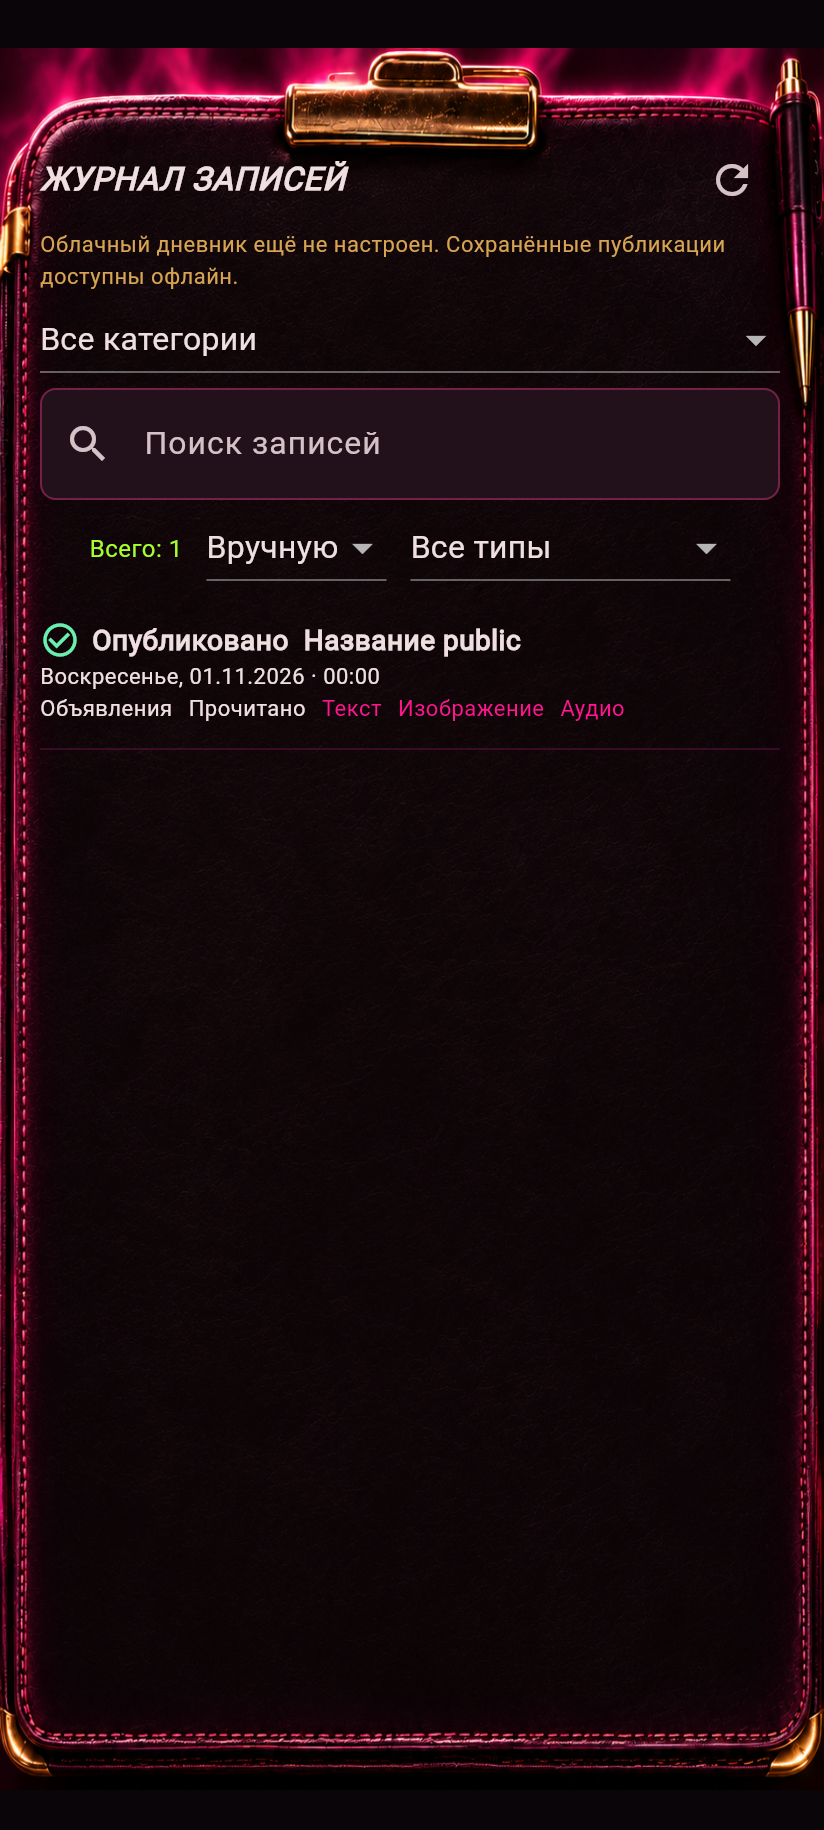 ЖУРНАЛ ЗАПИСЕЙ
Облачный дневник ещё не настроен. Сохранённые публикации
доступны офлайн.
Все категории
Поиск записей
Всего: 1 Вручную Все типы
Опубликовано Название public
Воскресенье, 01.11.2026 · 00:00
Объявления Прочитано Текст Изображение Аудио